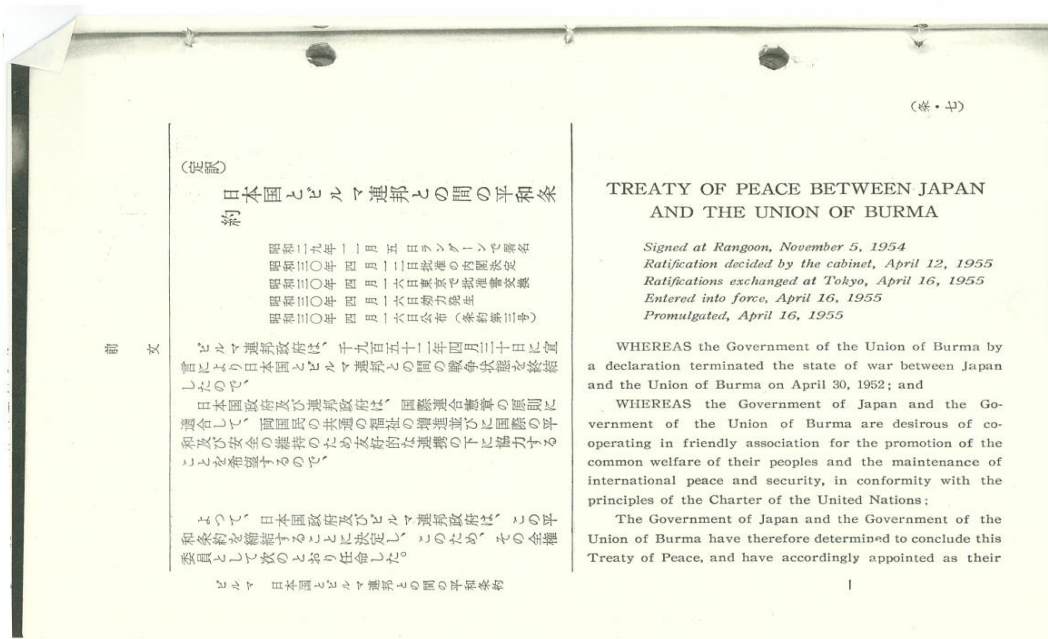 (条・七)
(定訳)
日本国とビルマ連邦との間の平和条
約
昭和二九年一一月 五 日ラングーンで署名
昭和三〇年 四 月一二日批准の内閣決定
昭和三〇年 四 月一六日東京で批准書交換
昭和三〇年 四 月一六日効力発生
昭和三〇年 四 月一六日公布(条約第三号)
前文
ビルマ連邦政府は、千九百五十二年四月三十日に宣
言により日本国とビルマ連邦との間の戦争状態を終結
したので、
日本国政府及び連邦政府は、国際連合憲章の原則に
適合して、両国民の共通の福祉の増進並びに国際の平
和及び安全の維持のため友好的な連携の下に協力する
ことを希望するので、
よつて、日本国政府及びビルマ連邦政府は、この平
和条約を締結することに決定し、このため、その全権
委員として次のとおり任命した。
ビルマ 日本国とビルマ連邦との間の平和条約
TREATY OF PEACE BETWEEN JAPAN
AND THE UNION OF BURMA
Signed at Rangoon, November 5, 1954
Ratification decided by the cabinet, April 12, 1955
Ratifications exchanged at Tokyo, April 16, 1955
Entered into force, April 16, 1955
Promulgated, April 16, 1955
WHEREAS the Government of the Union of Burma by
a declaration terminated the state of war between Japan
and the Union of Burma on April 30, 1952; and
WHEREAS the Government of Japan and the Go-
vernment of the Union of Burma are desirous of co-
operating in friendly association for the promotion of the
common welfare of their peoples and the maintenance of
international peace and security, in conformity with the
principles of the Charter of the United Nations;
The Government of Japan and the Government of the
Union of Burma have therefore determined to conclude this
Treaty of Peace, and have accordingly appointed as their
1